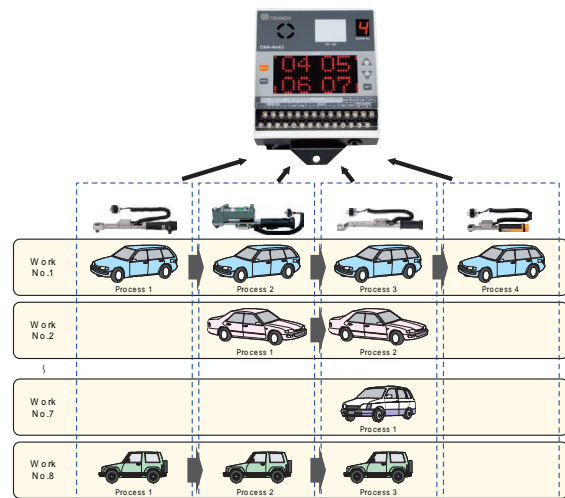 TOHNICHI
4
CNA-4mk3
04 05
06 07
Work
No.1
Process 1
Process 2
Process 3
Process 4
Work
No.2
Process 1
Process 2
Work
No.7
Process 1
Work
No.8
Process 1
Process 2
Process 3